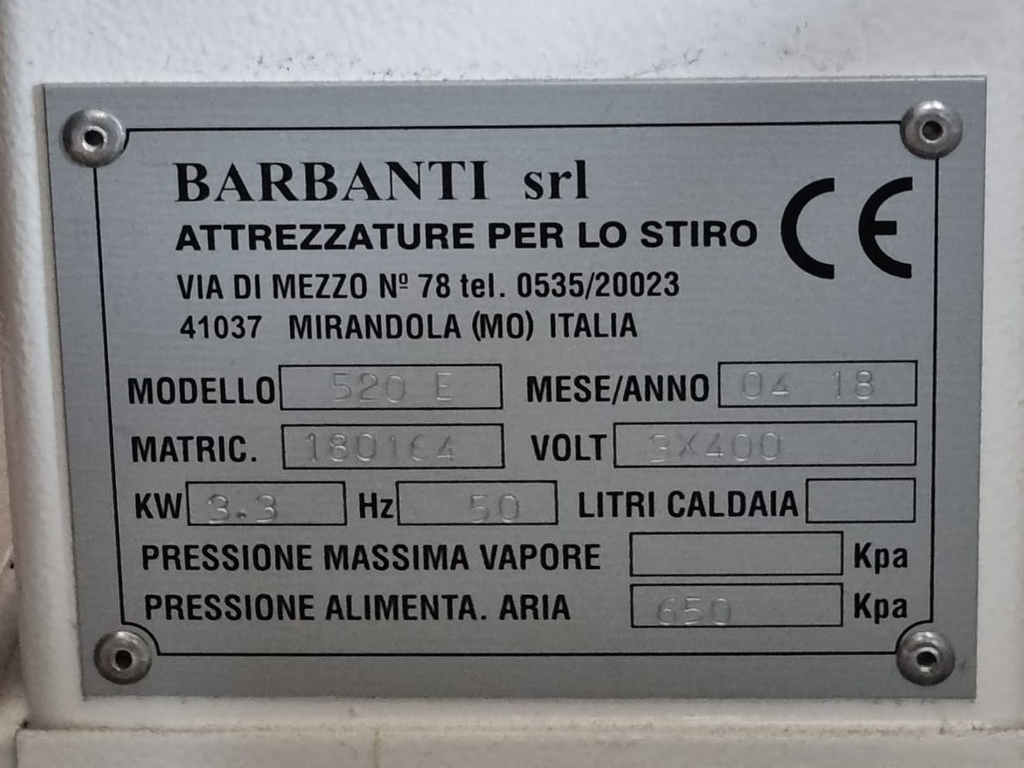 BARBANTI srl
ATTREZZATURE PER LO STIRO
CE
VIA DI MEZZO Nº 78 tel. 0535/20023
41037 MIRANDOLA (MO) ITALIA
MODELLO 520 E MESE/ANNO 04 18
MATRIC. 180164 VOLT 3X400
KW 3.3 Hz 50 LITRI CALDAIA
PRESSIONE MASSIMA VAPORE Kpa
PRESSIONE ALIMENTA. ARIA 650 Kpa